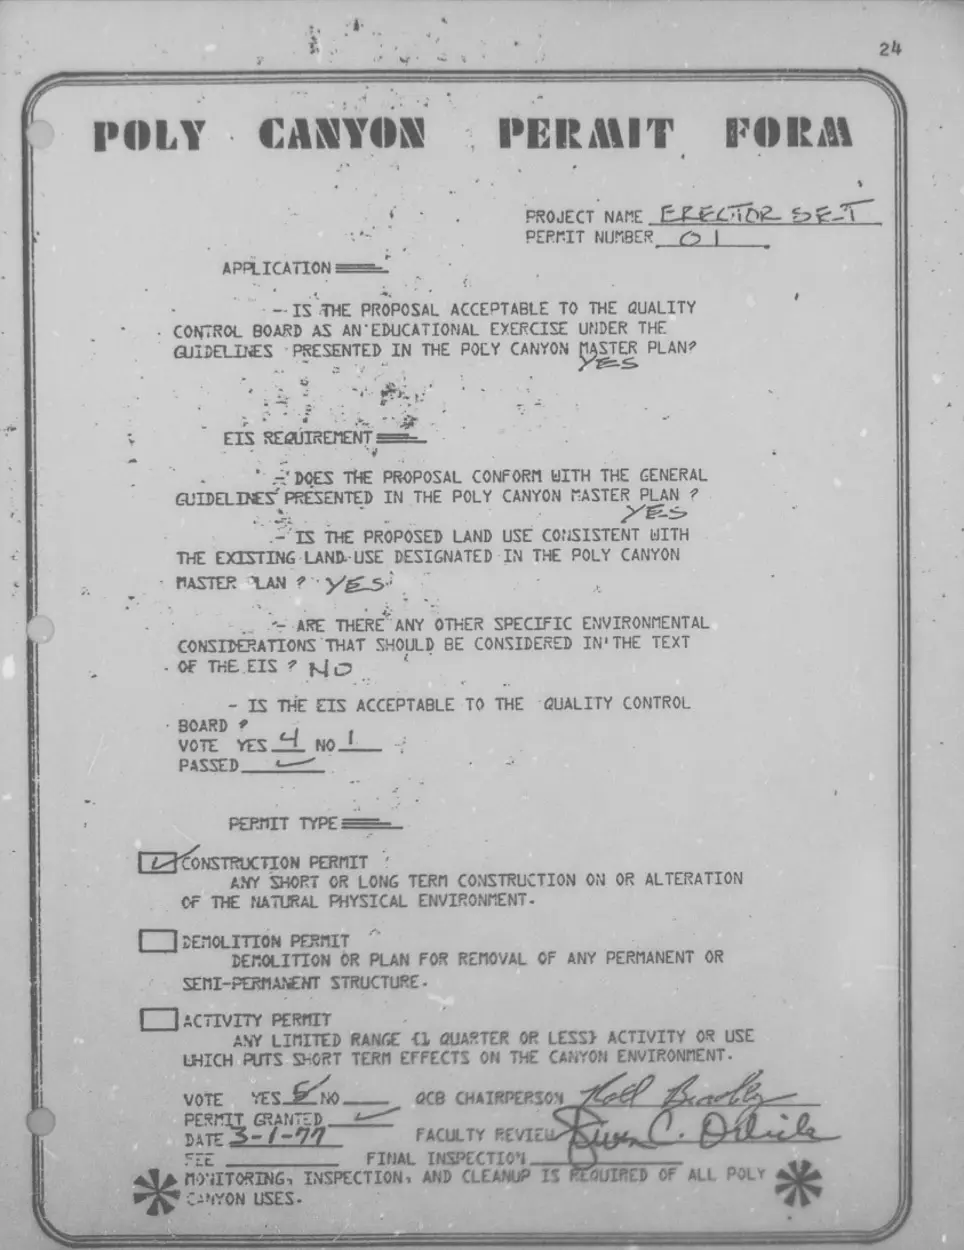 24
POLY CANYON PERMIT FORM
PROJECT NAME ERECTOR SET
PERMIT NUMBER 01
APPLICATION
- IS THE PROPOSAL ACCEPTABLE TO THE QUALITY
CONTROL BOARD AS AN EDUCATIONAL EXERCISE UNDER THE
GUIDELINES PRESENTED IN THE POLY CANYON MASTER PLAN?
YES
EIS REQUIREMENT
- DOES THE PROPOSAL CONFORM WITH THE GENERAL
GUIDELINES PRESENTED IN THE POLY CANYON MASTER PLAN ?
YES
- IS THE PROPOSED LAND USE CONSISTENT WITH
THE EXISTING LAND USE DESIGNATED IN THE POLY CANYON
MASTER PLAN ? YES
- ARE THERE ANY OTHER SPECIFIC ENVIRONMENTAL
CONSIDERATIONS THAT SHOULD BE CONSIDERED IN THE TEXT
OF THE EIS ? NO
- IS THE EIS ACCEPTABLE TO THE QUALITY CONTROL
BOARD ?
VOTE YES 4 NO 1
PASSED ✓
PERMIT TYPE
✓ CONSTRUCTION PERMIT
ANY SHORT OR LONG TERM CONSTRUCTION ON OR ALTERATION
OF THE NATURAL PHYSICAL ENVIRONMENT.
DEMOLITION PERMIT
DEMOLITION OR PLAN FOR REMOVAL OF ANY PERMANENT OR
SEMI-PERMANENT STRUCTURE.
ACTIVITY PERMIT
ANY LIMITED RANGE {1 QUARTER OR LESS} ACTIVITY OR USE
WHICH PUTS SHORT TERM EFFECTS ON THE CANYON ENVIRONMENT.
VOTE YES 5 NO QCB CHAIRPERSON
PERMIT GRANTED ✓
DATE 3-1-77 FACULTY REVIEW
FEE FINAL INSPECTION
MONITORING, INSPECTION, AND CLEANUP IS REQUIRED OF ALL POLY
CANYON USES.